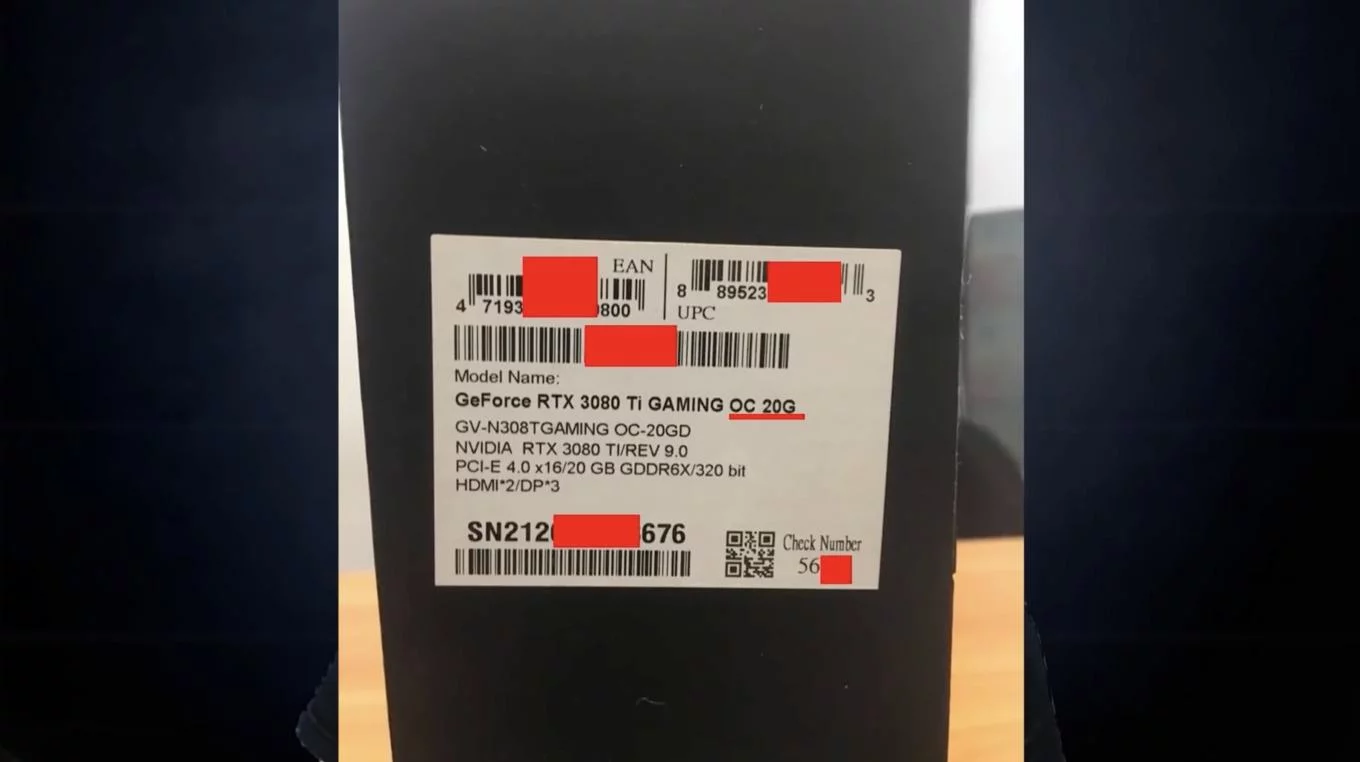 EAN
4 7193 800
8 89523 3
UPC
Model Name:
GeForce RTX 3080 Ti GAMING OC 20G
GV-N308TGAMING OC-20GD
NVIDIA RTX 3080 TI/REV 9.0
PCI-E 4.0 x16/20 GB GDDR6X/320 bit
HDMI*2/DP*3
SN212 676
Check Number
56